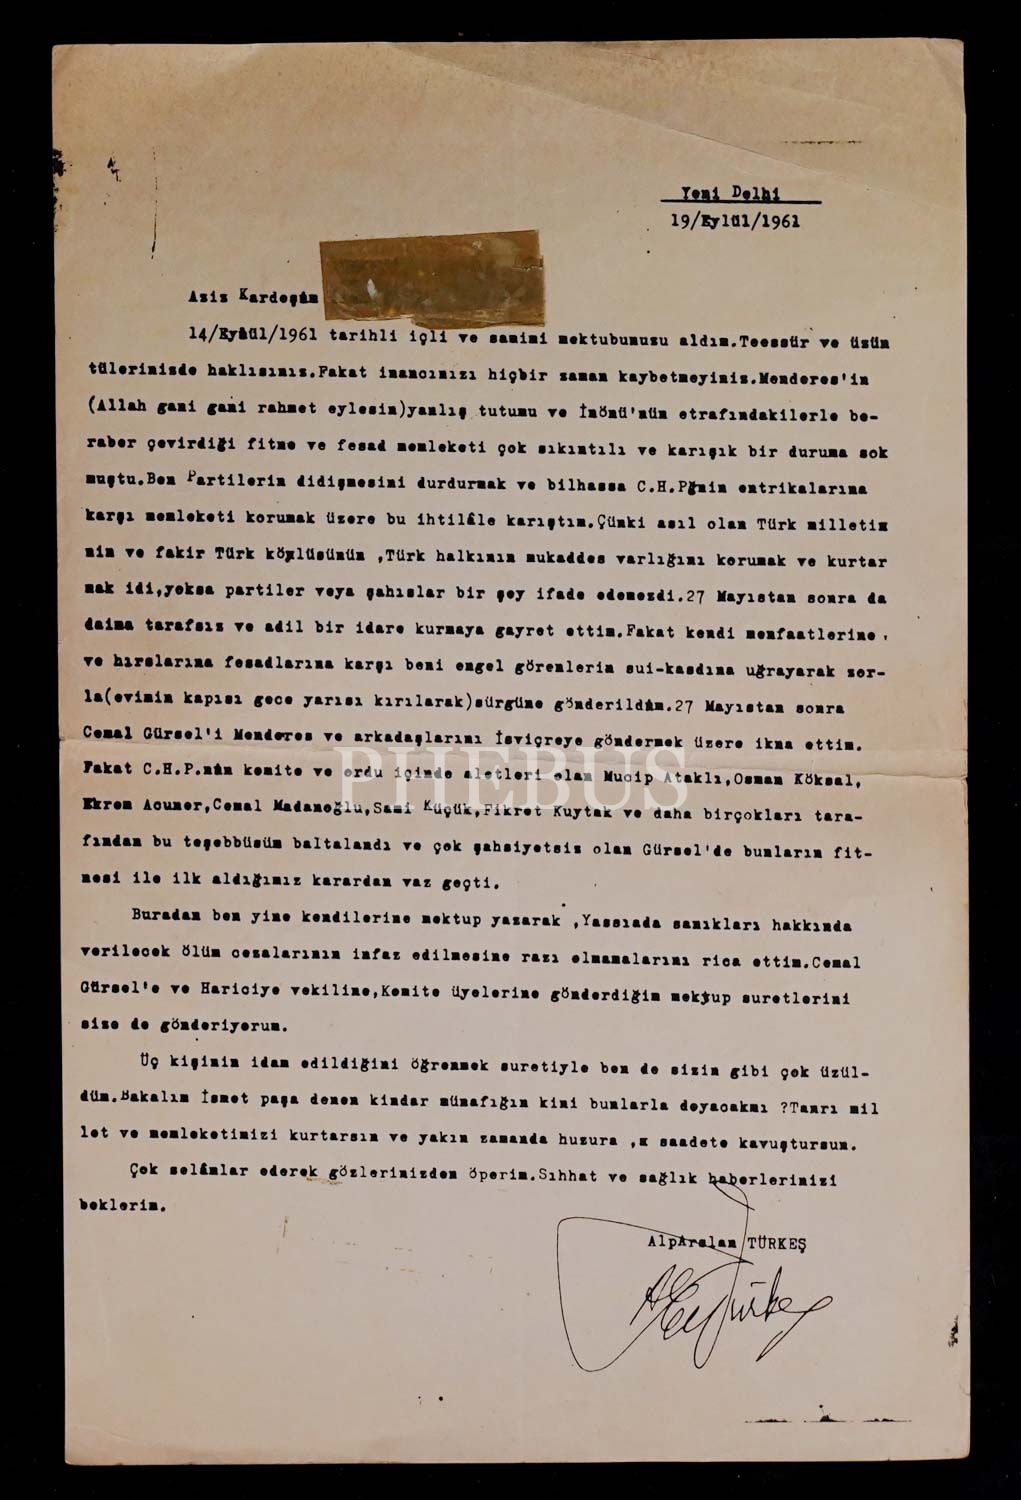 Yeni Delhi
19/Eylül/1961
Aziz Kardeşim
14/Eylül/1961 tarihli içli ve samimi mektubunuzu aldım.Teessür ve üzün
tülerinizde haklısınız.Fakat inancınızı hiçbir zaman kaybetmeyiniz.Menderes'in
(Allah gani gani rahmet eylesin)yanlış tutumu ve İnönü'nün etrafındakilerle be-
raber çevirdiği fitne ve fesad memleketi çok sıkıntılı ve karışık bir duruma sok
muştu.Ben Partilerin didişmesini durdurmak ve bilhassa C.H.P.nin entrikalarına
karşı memleketi korumak üzere bu ihtilâle karıştım.Çünki asıl olan Türk milletin
nin ve fakir Türk köylüsünün ,Türk halkının mukaddes varlığını korumak ve kurtar
mak idi,yoksa partiler veya şahıslar bir şey ifade edemezdi.27 Mayıstan sonra da
daima tarafsız ve adil bir idare kurmaya gayret ettim.Fakat kendi menfaatlerine,
ve hırslarına fesadlarına karşı beni engel görenlerin sui-kasdına uğrayarak zor-
la(evimin kapısı gece yarısı kırılarak)sürgüne gönderildim.27 Mayıstan sonra
Cemal Gürsel'i Menderes ve arkadaşlarını İsviçreye göndermek üzere ikna ettim.
Fakat C.H.P.nün komite ve ordu içinde aletleri olan Mucip Ataklı,Osman Köksal,
Ekrem Acuner,Cemal Madanoğlu,Sami Küçük,Fikret Kuytak ve daha birçokları tara-
fından bu teşebbüsüm baltalandı ve çok şahsiyetsiz olan Gürsel'de bunların fit-
nesi ile ilk aldığımız karardan vaz geçti.
Buradan ben yine kendilerine mektup yazarak ,Yassıada sanıkları hakkında
verilecek ölüm cezalarının infaz edilmesine razı olmamalarını rica ettim.Cemal
Gürsel'e ve Hariciye vekiline,Komite üyelerine gönderdiğim mektup suretlerini
size de gönderiyorum.
Üç kişinin idam edildiğini öğrenmek suretiyle ben de sizin gibi çok üzül-
düm.Bakalım İsmet paşa denen kindar münafığın kini bunlarla doyacakmı ?Tanrı mil
let ve memleketimizi kurtarsın ve yakın zamanda huzura ,x saadete kavuştursun.
Çok selâmlar ederek gözlerinizden öperim.Sıhhat ve sağlık haberlerinizi
beklerim.
AlpArslan TÜRKEŞ
PHEBUS